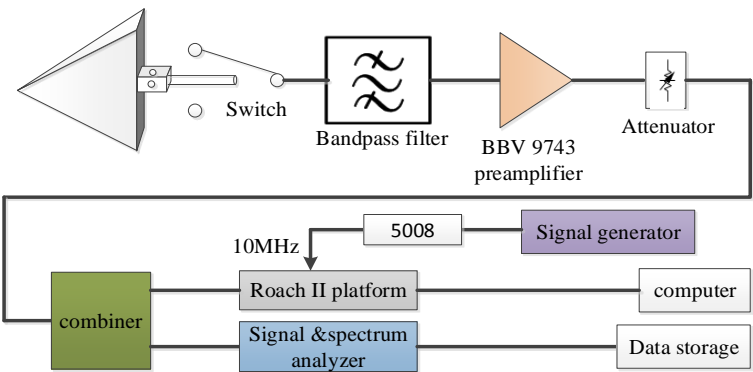 Switch
Bandpass filter
BBV 9743
preamplifier
Attenuator
5008
Signal generator
10MHz
Roach II platform
computer
combiner
Signal &spectrum
analyzer
Data storage